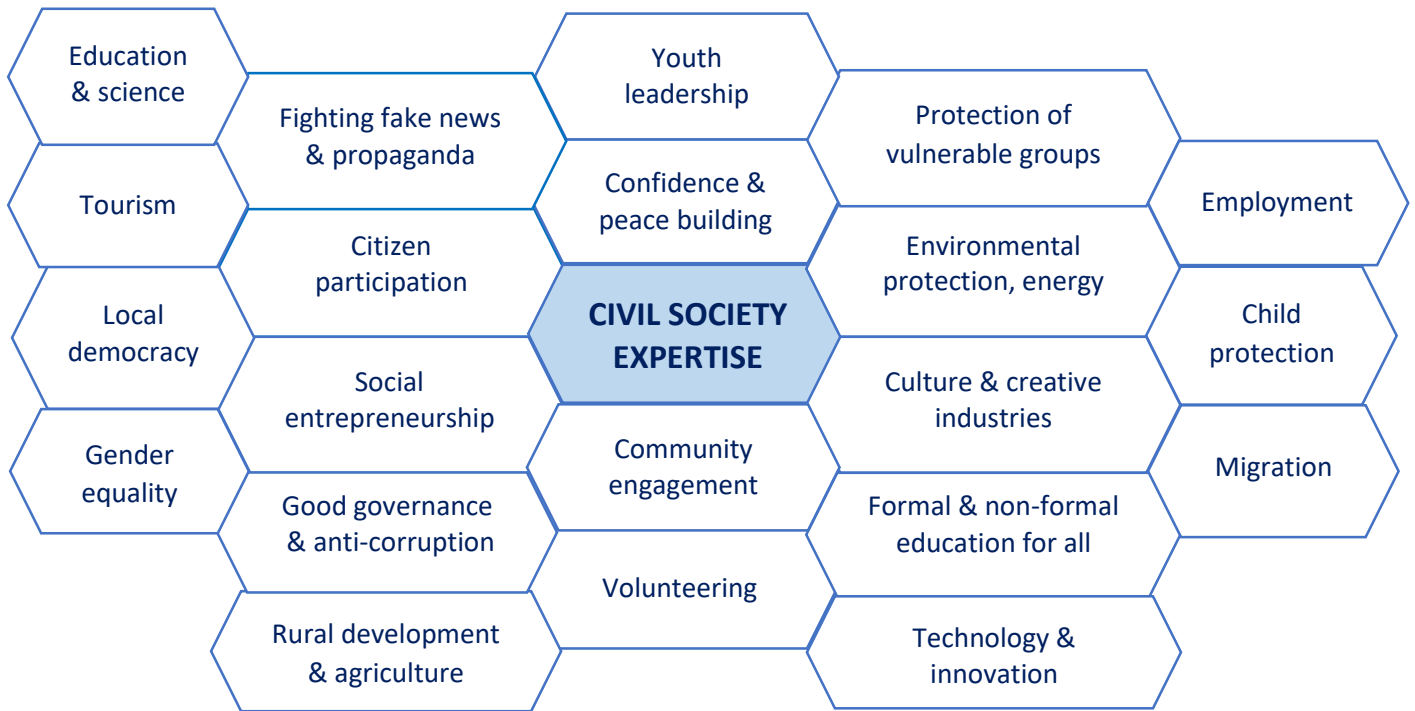 Education
& science
Tourism
Local
democracy
Gender
equality
Fighting fake news
& propaganda
Citizen
participation
Social
entrepreneurship
Good governance
& anti-corruption
Rural development
& agriculture
Youth
leadership
Confidence &
peace building
CIVIL SOCIETY
EXPERTISE
Community
engagement
Volunteering
Protection of
vulnerable groups
Environmental
protection, energy
Culture & creative
industries
Formal & non-formal
education for all
Technology &
innovation
Employment
Child
protection
Migration